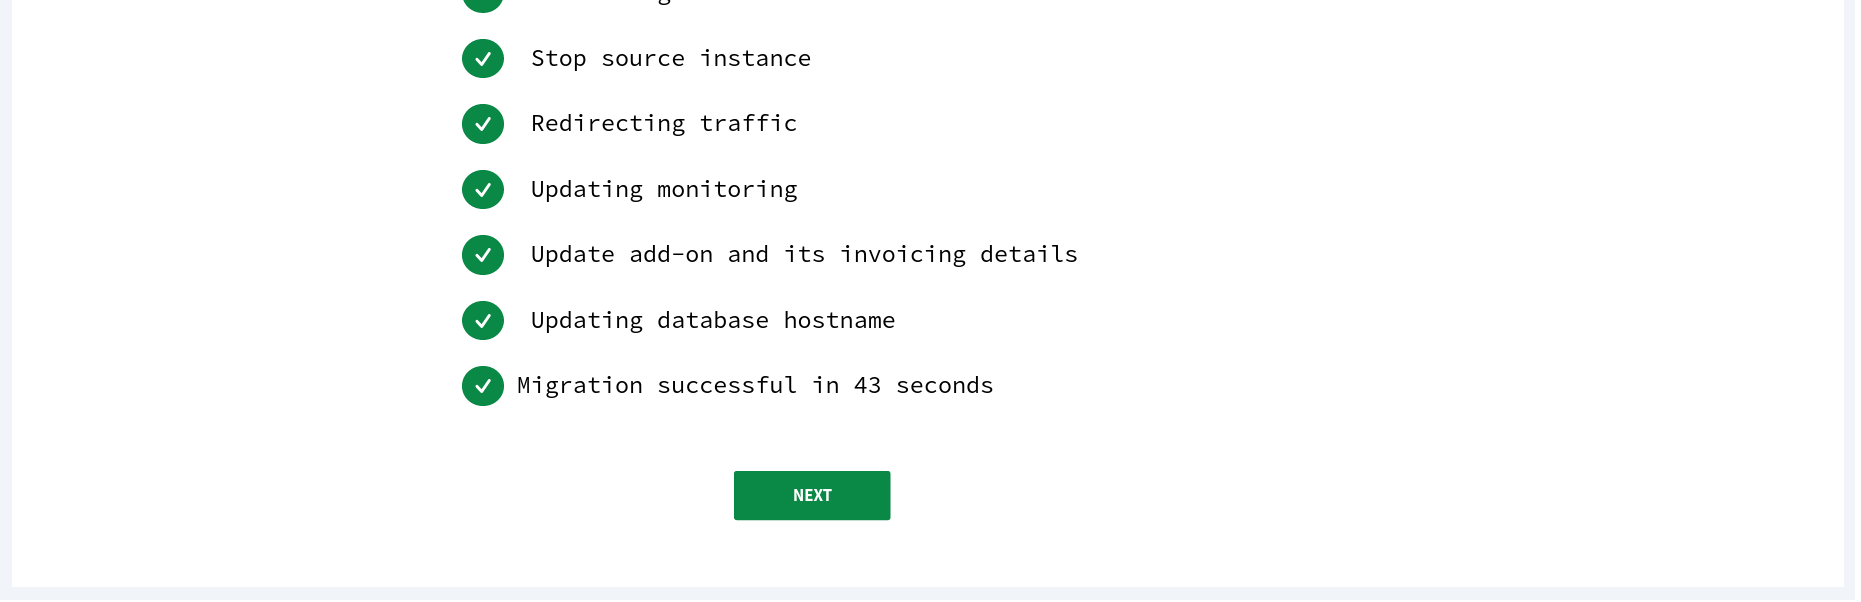 Stop source instance
Redirecting traffic
Updating monitoring
Update add-on and its invoicing details
Updating database hostname
Migration successful in 43 seconds
NEXT